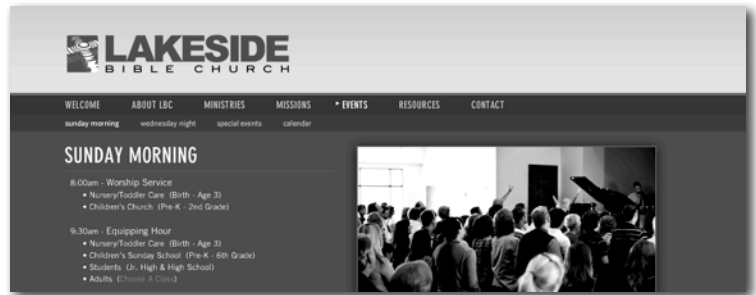 LAKESIDE
BIBLE CHURCH
WELCOME ABOUT LBC MINISTRIES MISSIONS ▸ EVENTS RESOURCES CONTACT
sunday morning wednesday night special events calendar
SUNDAY MORNING
8:00am - Worship Service
• Nursery/Toddler Care (Birth - Age 3)
• Children's Church (Pre-K - 2nd Grade)
9:30am - Equipping Hour
• Nursery/Toddler Care (Birth - Age 3)
• Children's Sunday School (Pre-K - 6th Grade)
• Students (Jr. High & High School)
• Adults (Choose A Class)